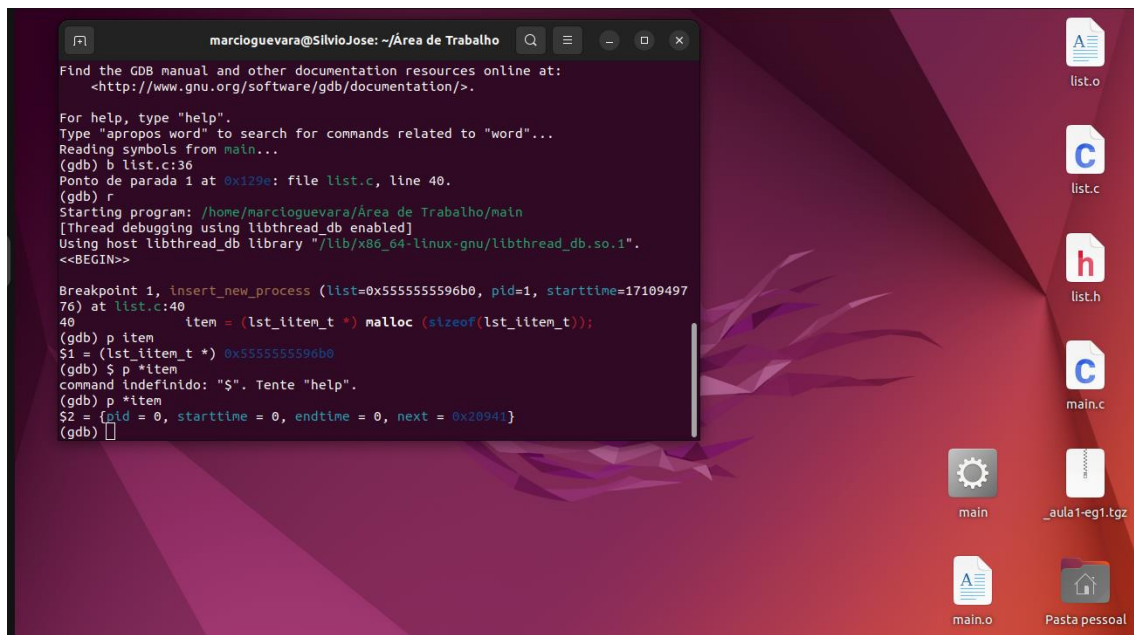 marcioguevara@SilvioJose: ~/Área de Trabalho
Find the GDB manual and other documentation resources online at:
    <http://www.gnu.org/software/gdb/documentation/>.
For help, type "help".
Type "apropos word" to search for commands related to "word"...
Reading symbols from main...
(gdb) b list.c:36
Ponto de parada 1 at 0x129e: file list.c, line 40.
(gdb) r
Starting program: /home/marcioguevara/Área de Trabalho/main
[Thread debugging using libthread_db enabled]
Using host libthread_db library "/lib/x86_64-linux-gnu/libthread_db.so.1".
<<BEGIN>>
Breakpoint 1, insert_new_process (list=0x5555555596b0, pid=1, starttime=17109497
76) at list.c:40
40              item = (lst_iitem_t *) malloc (sizeof(lst_iitem_t));
(gdb) p item
$1 = (lst_iitem_t *) 0x5555555596b0
(gdb) $ p *item
command indefinido: "$". Tente "help".
(gdb) p *item
$2 = {pid = 0, starttime = 0, endtime = 0, next = 0x20941}
(gdb)
list.o
C
list.c
h
list.h
C
main.c
main
_aula1-eg1.tgz
main.o
Pasta pessoal